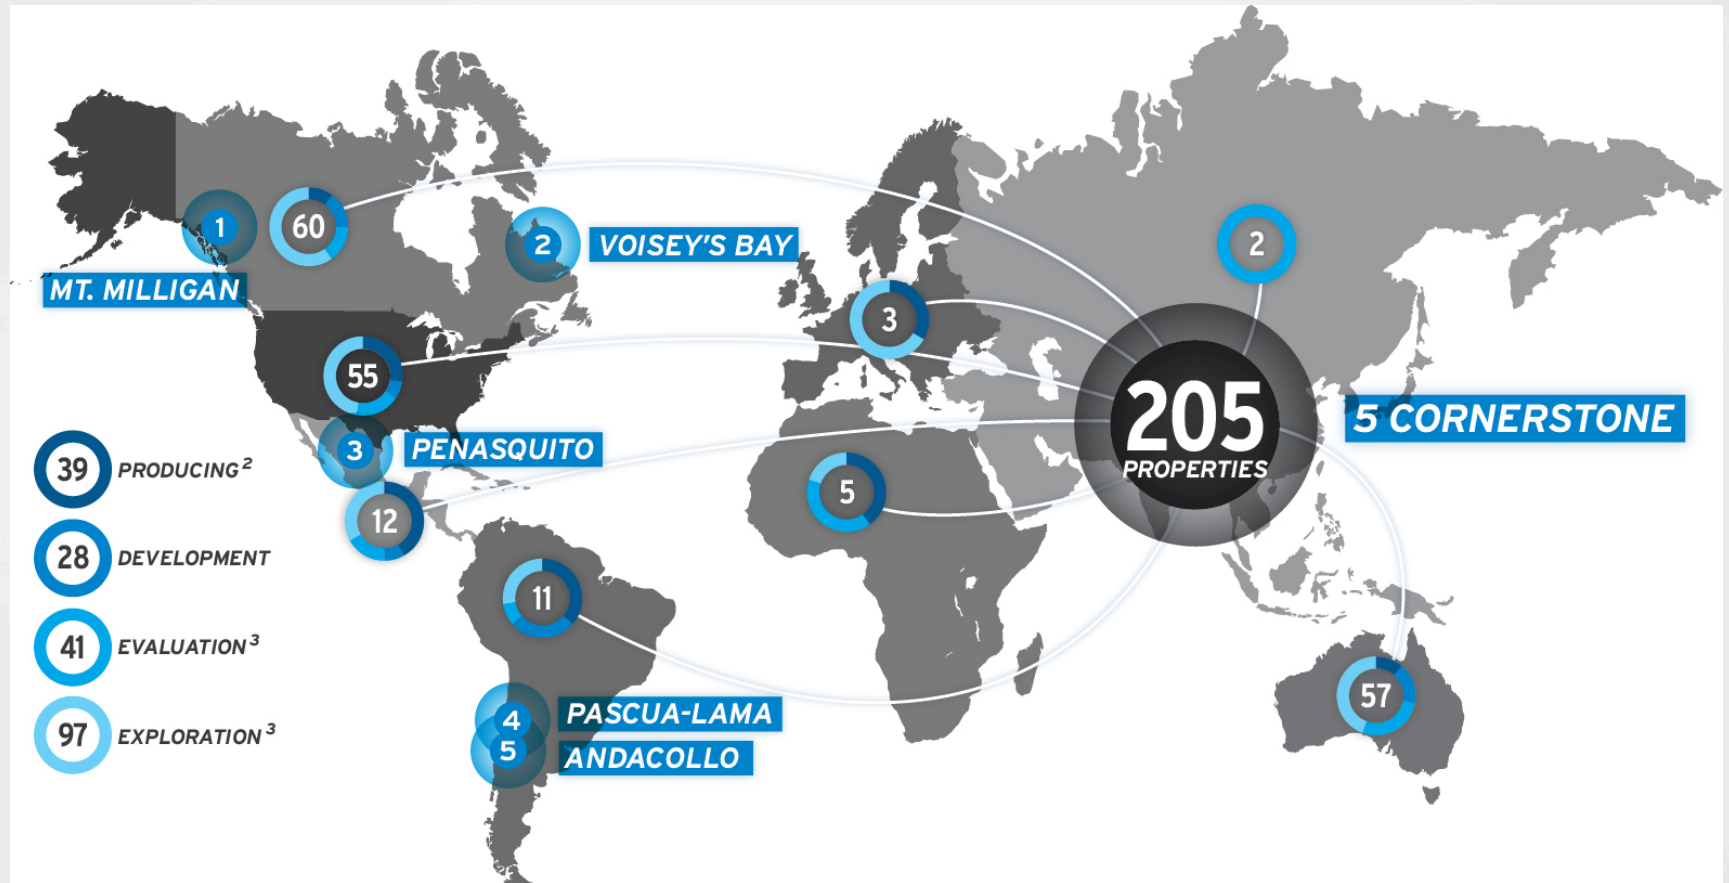 1
60
2
VOISEY'S BAY
2
MT. MILLIGAN
3
55
205
PROPERTIES
5 CORNERSTONE
3
PENASQUITO
39 PRODUCING²
5
12
28 DEVELOPMENT
11
41 EVALUATION³
57
4
PASCUA-LAMA
97 EXPLORATION³
5
ANDACOLLO